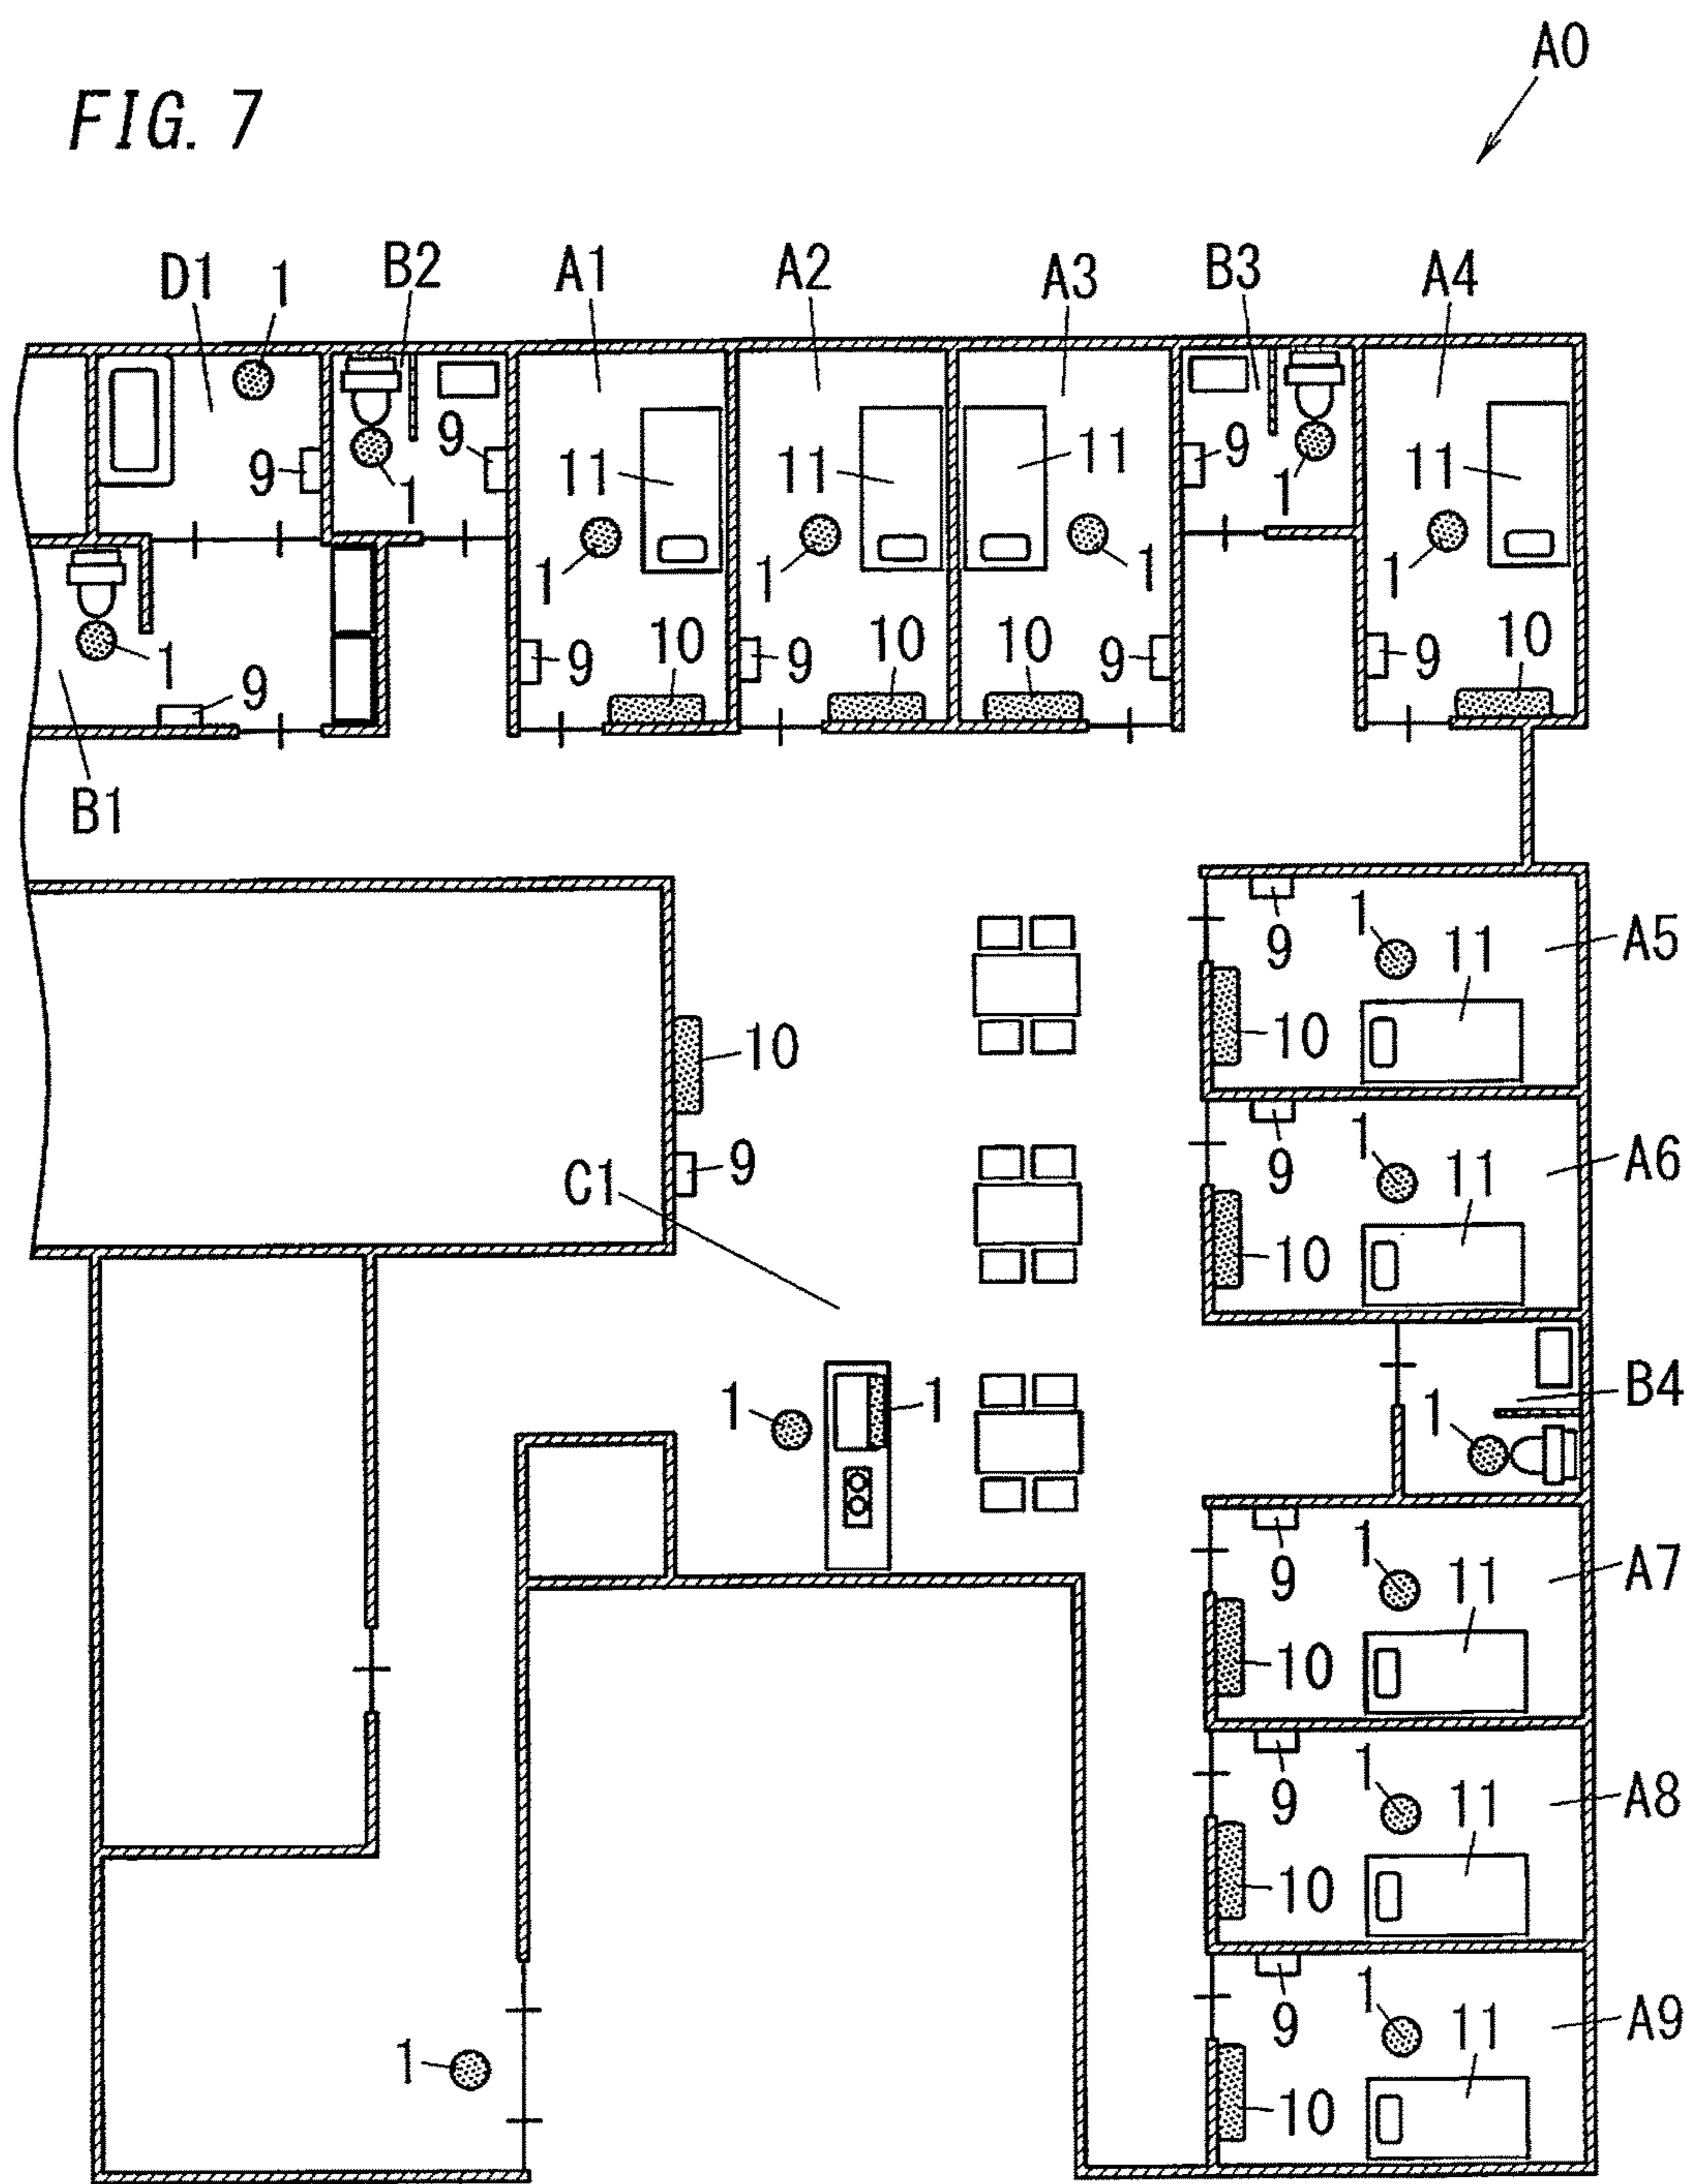 A0
FIG. 7
D1 1 B2 A1 A2 A3 B3 A4
9 1 9 11 11 11 9 1 11
1 1 1 1
1 9 9 10 9 10 10 9 9 10
B1
9 1 11 A5
10 10
9 1 11 A6
C1 9
10
1 1 1 B4
9 1 11 A7
10
9 1 11 A8
10
9 1 11 A9
1 10